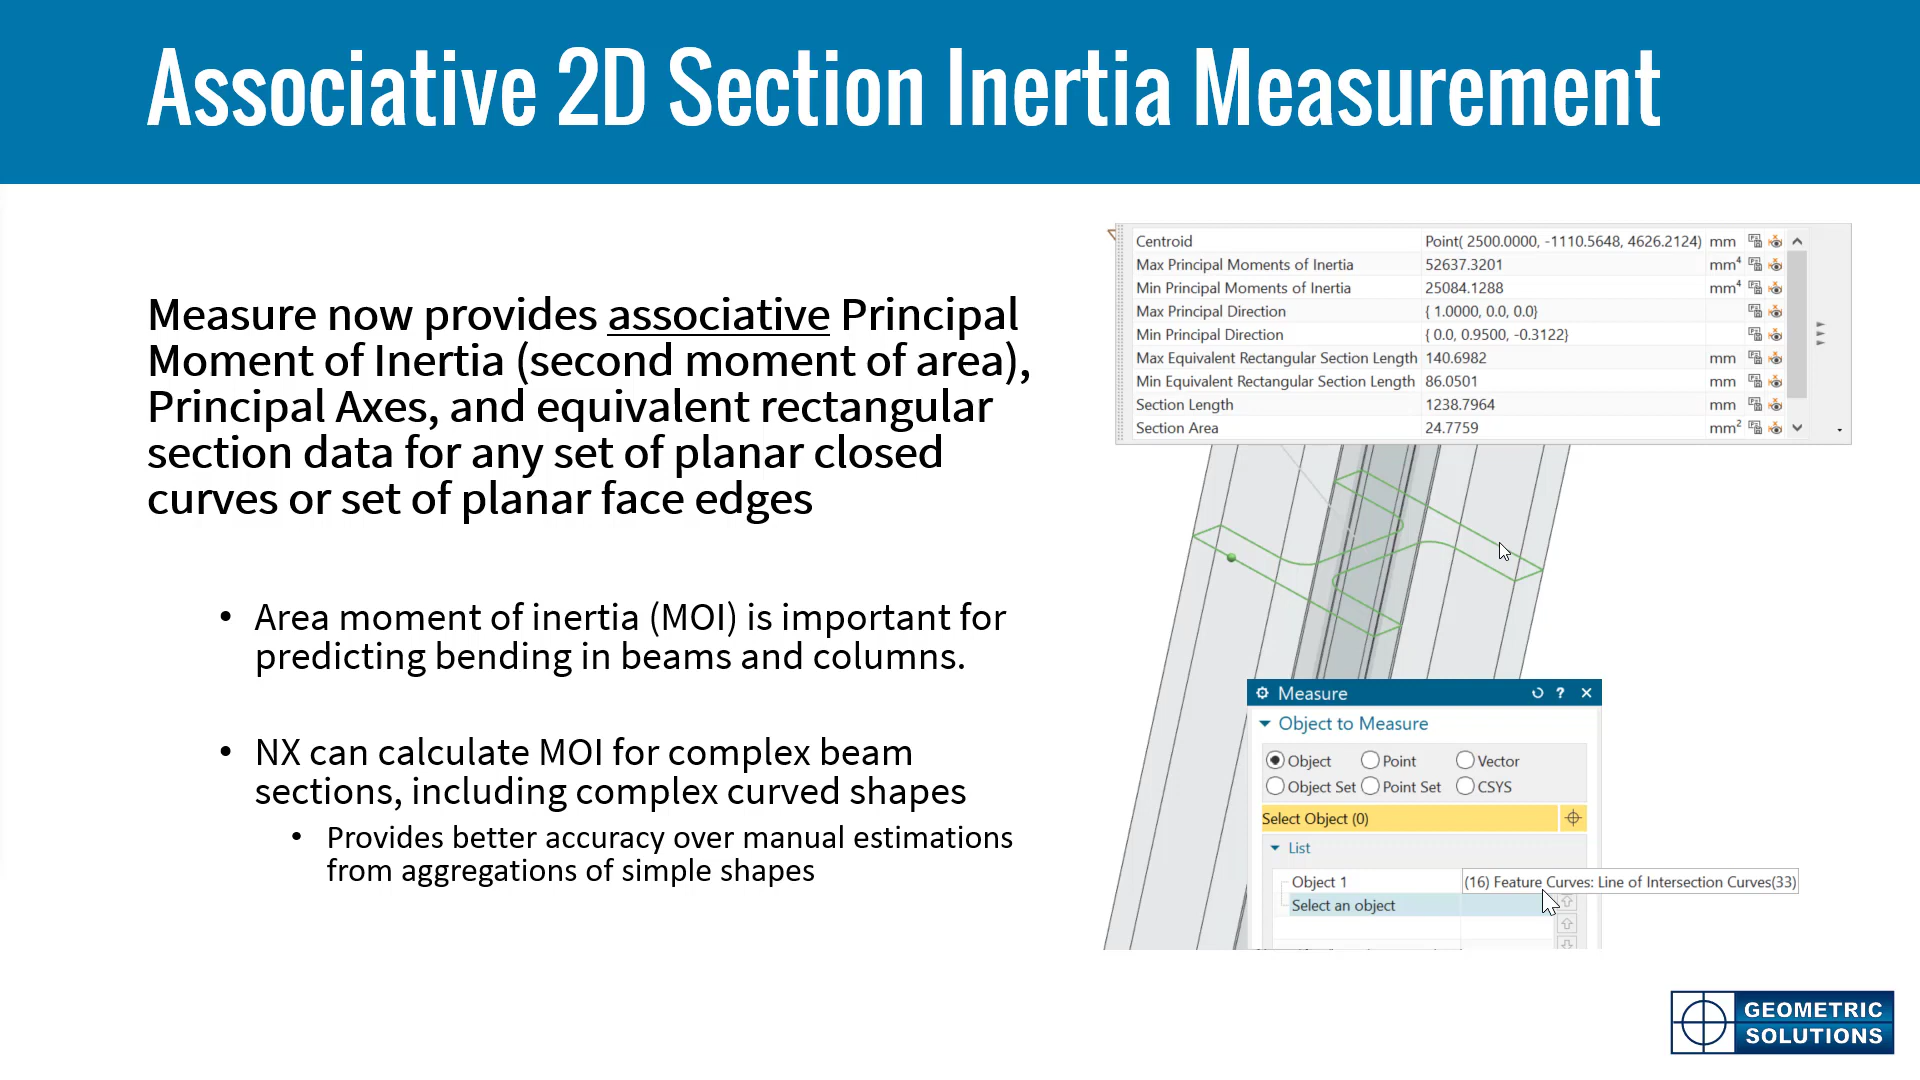 Associative 2D Section Inertia Measurement
Measure now provides associative Principal
Moment of Inertia (second moment of area),
Principal Axes, and equivalent rectangular
section data for any set of planar closed
curves or set of planar face edges
• Area moment of inertia (MOI) is important for
predicting bending in beams and columns.
• NX can calculate MOI for complex beam
sections, including complex curved shapes
• Provides better accuracy over manual estimations
from aggregations of simple shapes
Centroid Point( 2500.0000, -1110.5648, 4626.2124) mm
Max Principal Moments of Inertia 52637.3201 mm⁴
Min Principal Moments of Inertia 25084.1288 mm⁴
Max Principal Direction { 1.0000, 0.0, 0.0}
Min Principal Direction { 0.0, 0.9500, -0.3122}
Max Equivalent Rectangular Section Length 140.6982 mm
Min Equivalent Rectangular Section Length 86.0501 mm
Section Length 1238.7964 mm
Section Area 24.7759 mm²
Measure ?
Object to Measure
Object Point Vector
Object Set Point Set CSYS
Select Object (0)
List
Object 1 (16) Feature Curves: Line of Intersection Curves(33)
Select an object
GEOMETRIC
SOLUTIONS